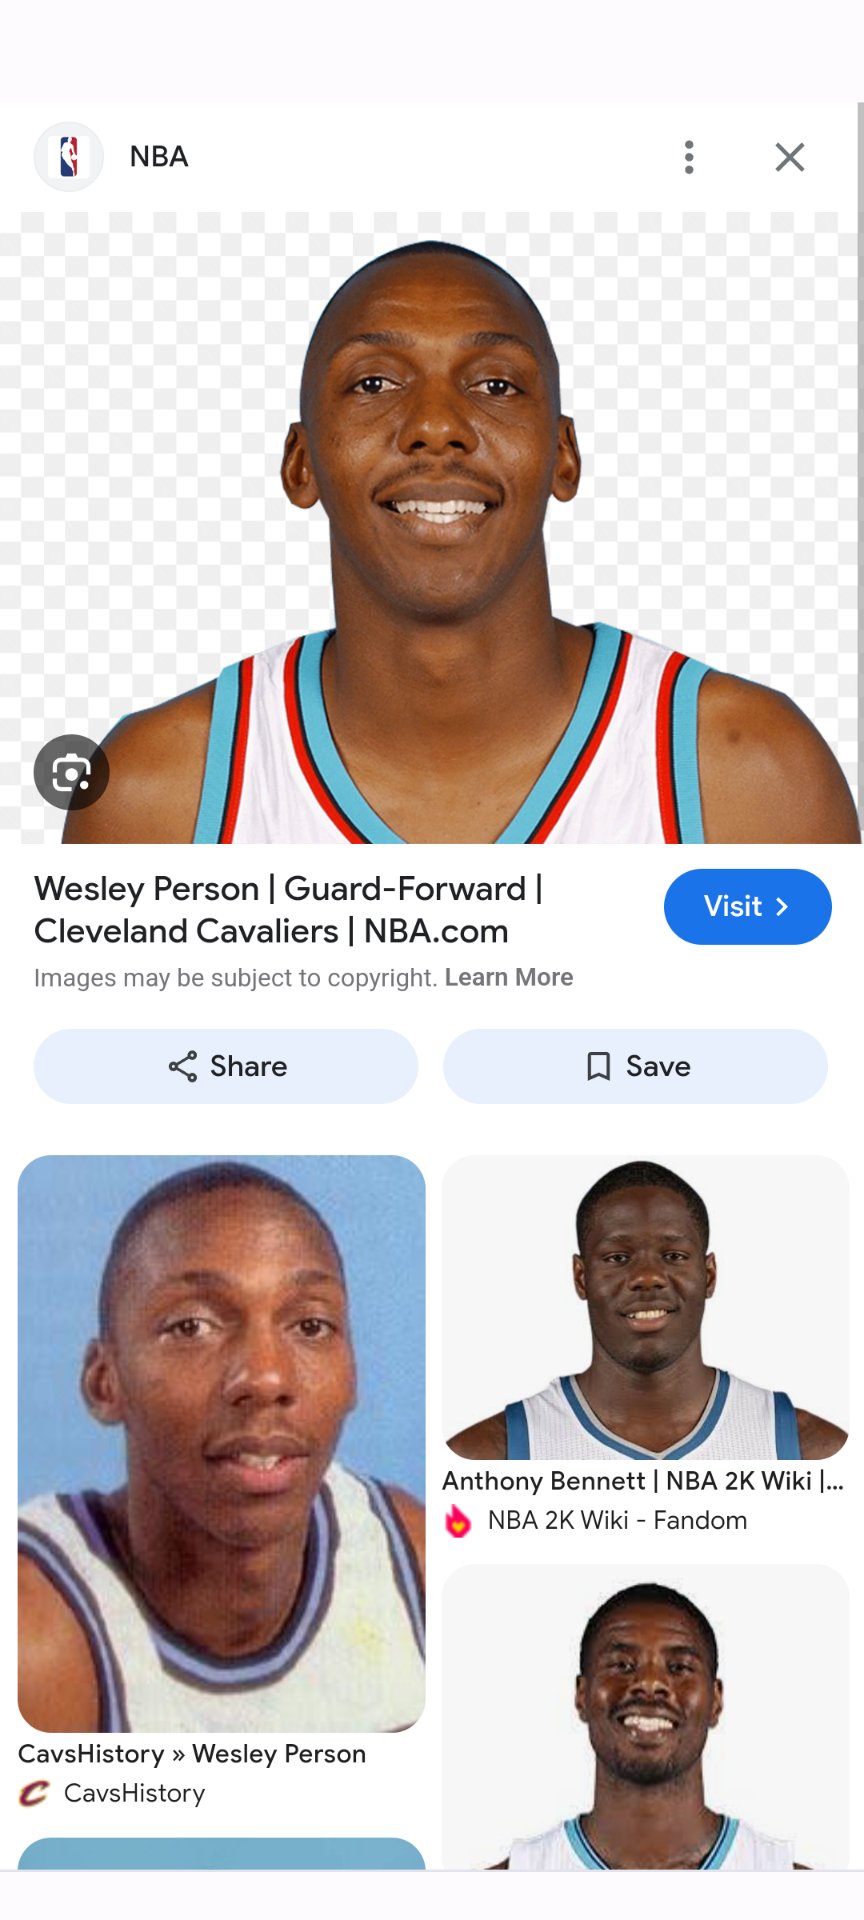 NBA
Wesley Person | Guard-Forward |
Cleveland Cavaliers | NBA.com
Visit
Images may be subject to copyright. Learn More
Share
Save
Anthony Bennett | NBA 2K Wiki |...
NBA 2K Wiki - Fandom
CavsHistory » Wesley Person
CavsHistory